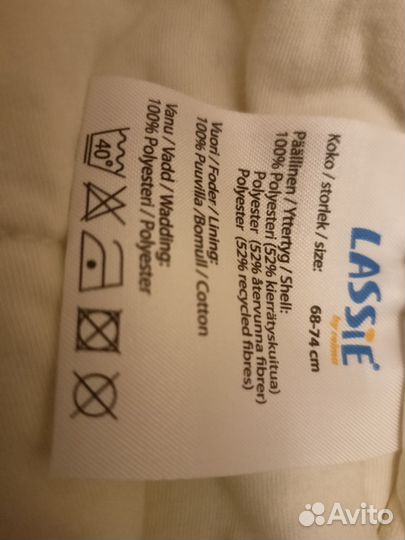 LASSIE®
by Reima
Koko / storlek / size: 68-74 cm
Päällinen / Yttertyg / Shell:
100% Polyesteri (52% kierrätyskuitua)
Polyester (52% återvunna fibrer)
Polyester (52% recycled fibres)
Vuori / Foder / Lining:
100% Puuvilla / Bomull / Cotton
Vanu / Vadd / Wadding:
100% Polyesteri / Polyester
40°
Avito